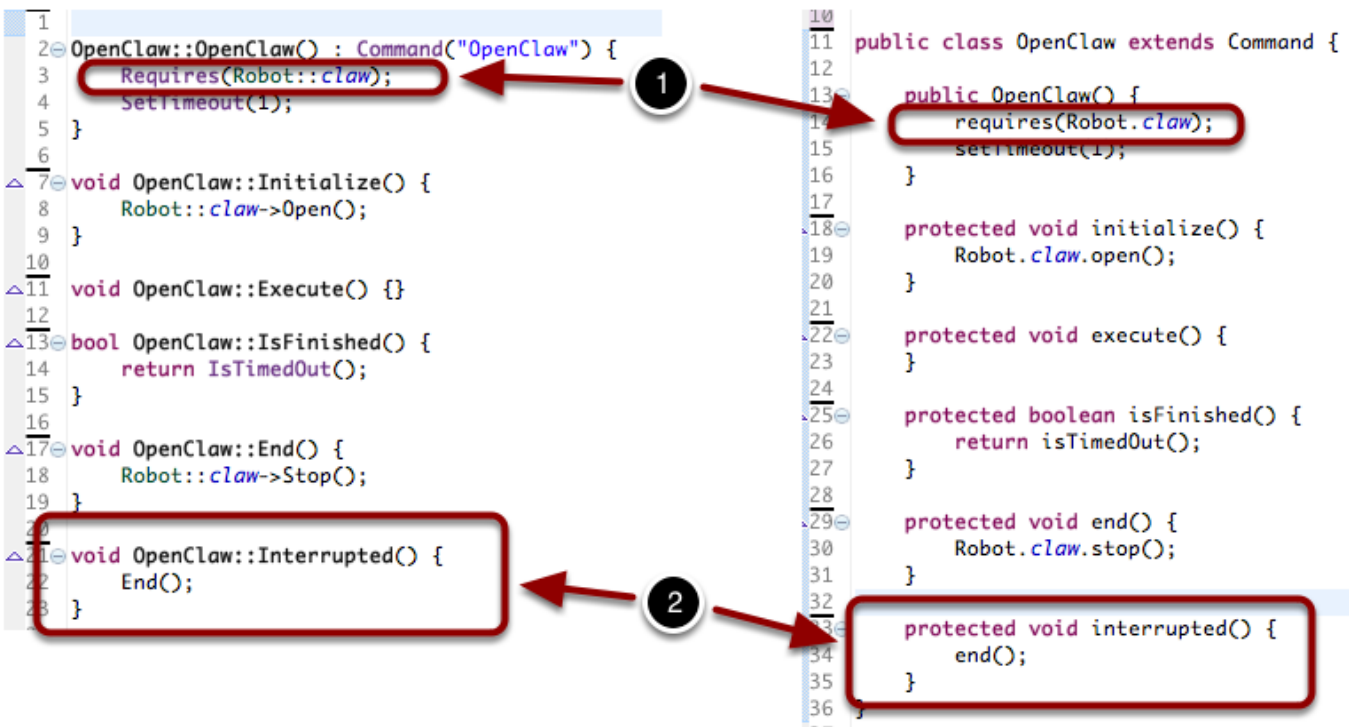 1
2 OpenClaw::OpenClaw() : Command("OpenClaw") {
3 Requires(Robot::claw);
4 SetTimeout(1);
5 }
6
7 void OpenClaw::Initialize() {
8 Robot::claw->Open();
9 }
10
11 void OpenClaw::Execute() {}
12
13 bool OpenClaw::IsFinished() {
14 return IsTimedOut();
15 }
16
17 void OpenClaw::End() {
18 Robot::claw->Stop();
19 }
20
21 void OpenClaw::Interrupted() {
22 End();
23 }
1
2
10
11 public class OpenClaw extends Command {
12
13 public OpenClaw() {
14 requires(Robot.claw);
15 setTimeout(1);
16 }
17
18 protected void initialize() {
19 Robot.claw.open();
20 }
21
22 protected void execute() {
23 }
24
25 protected boolean isFinished() {
26 return isTimedOut();
27 }
28
29 protected void end() {
30 Robot.claw.stop();
31 }
32
33 protected void interrupted() {
34 end();
35 }
36 }